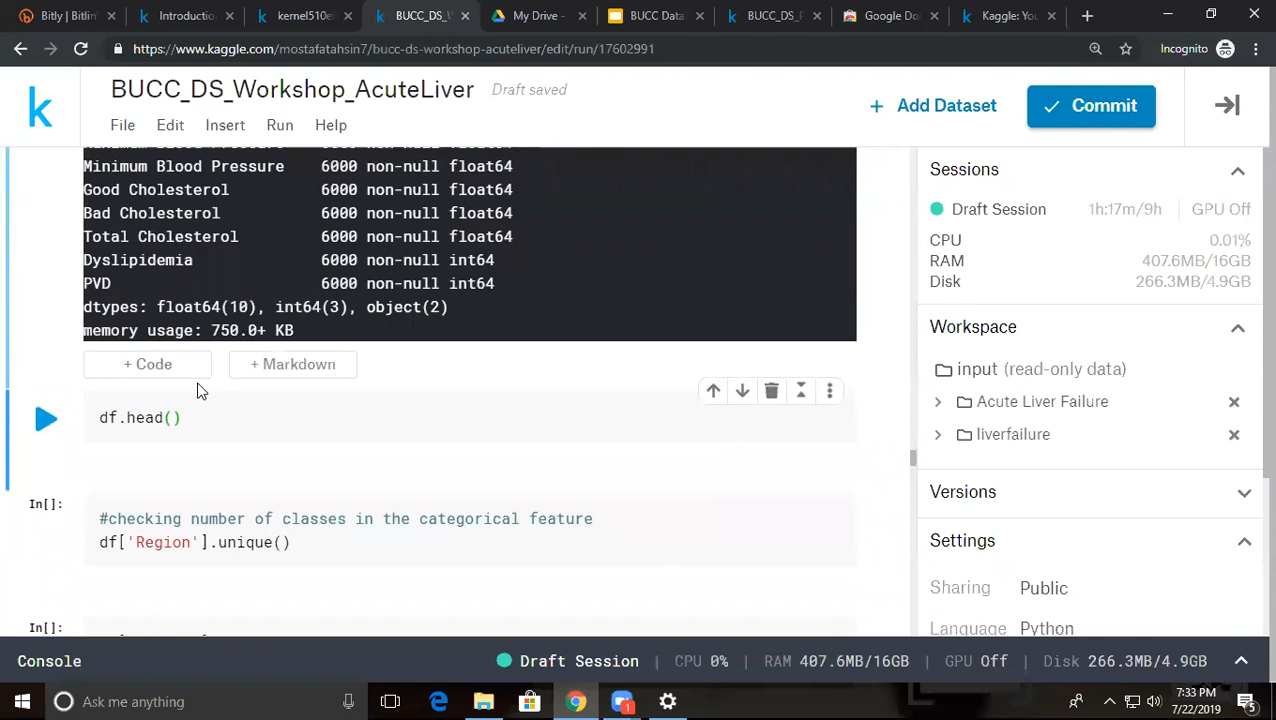 Bitly | Bitlin
Introduction
kernel510e
BUCC_DS_W
My Drive -
BUCC Data
BUCC_DS_F
Google Do
Kaggle: Yo
https://www.kaggle.com/mostafatahsin7/bucc-ds-workshop-acuteliver/edit/run/17602991
Incognito
k
BUCC_DS_Workshop_AcuteLiver
Draft saved
File Edit Insert Run Help
+ Add Dataset
Commit
Minimum Blood Pressure 6000 non-null float64
Good Cholesterol 6000 non-null float64
Bad Cholesterol 6000 non-null float64
Total Cholesterol 6000 non-null float64
Dyslipidemia 6000 non-null int64
PVD 6000 non-null int64
dtypes: float64(10), int64(3), object(2)
memory usage: 750.0+ KB
+ Code
+ Markdown
df.head()
In[]:
#checking number of classes in the categorical feature
df['Region'].unique()
In[]:
Sessions
Draft Session 1h:17m/9h GPU Off
CPU 0.01%
RAM 407.6MB/16GB
Disk 266.3MB/4.9GB
Workspace
input (read-only data)
Acute Liver Failure
liverfailure
Versions
Settings
Sharing Public
Language Python
Console
Draft Session | CPU 0% | RAM 407.6MB/16GB | GPU Off | Disk 266.3MB/4.9GB
Ask me anything
1
7:33 PM
7/22/2019
5